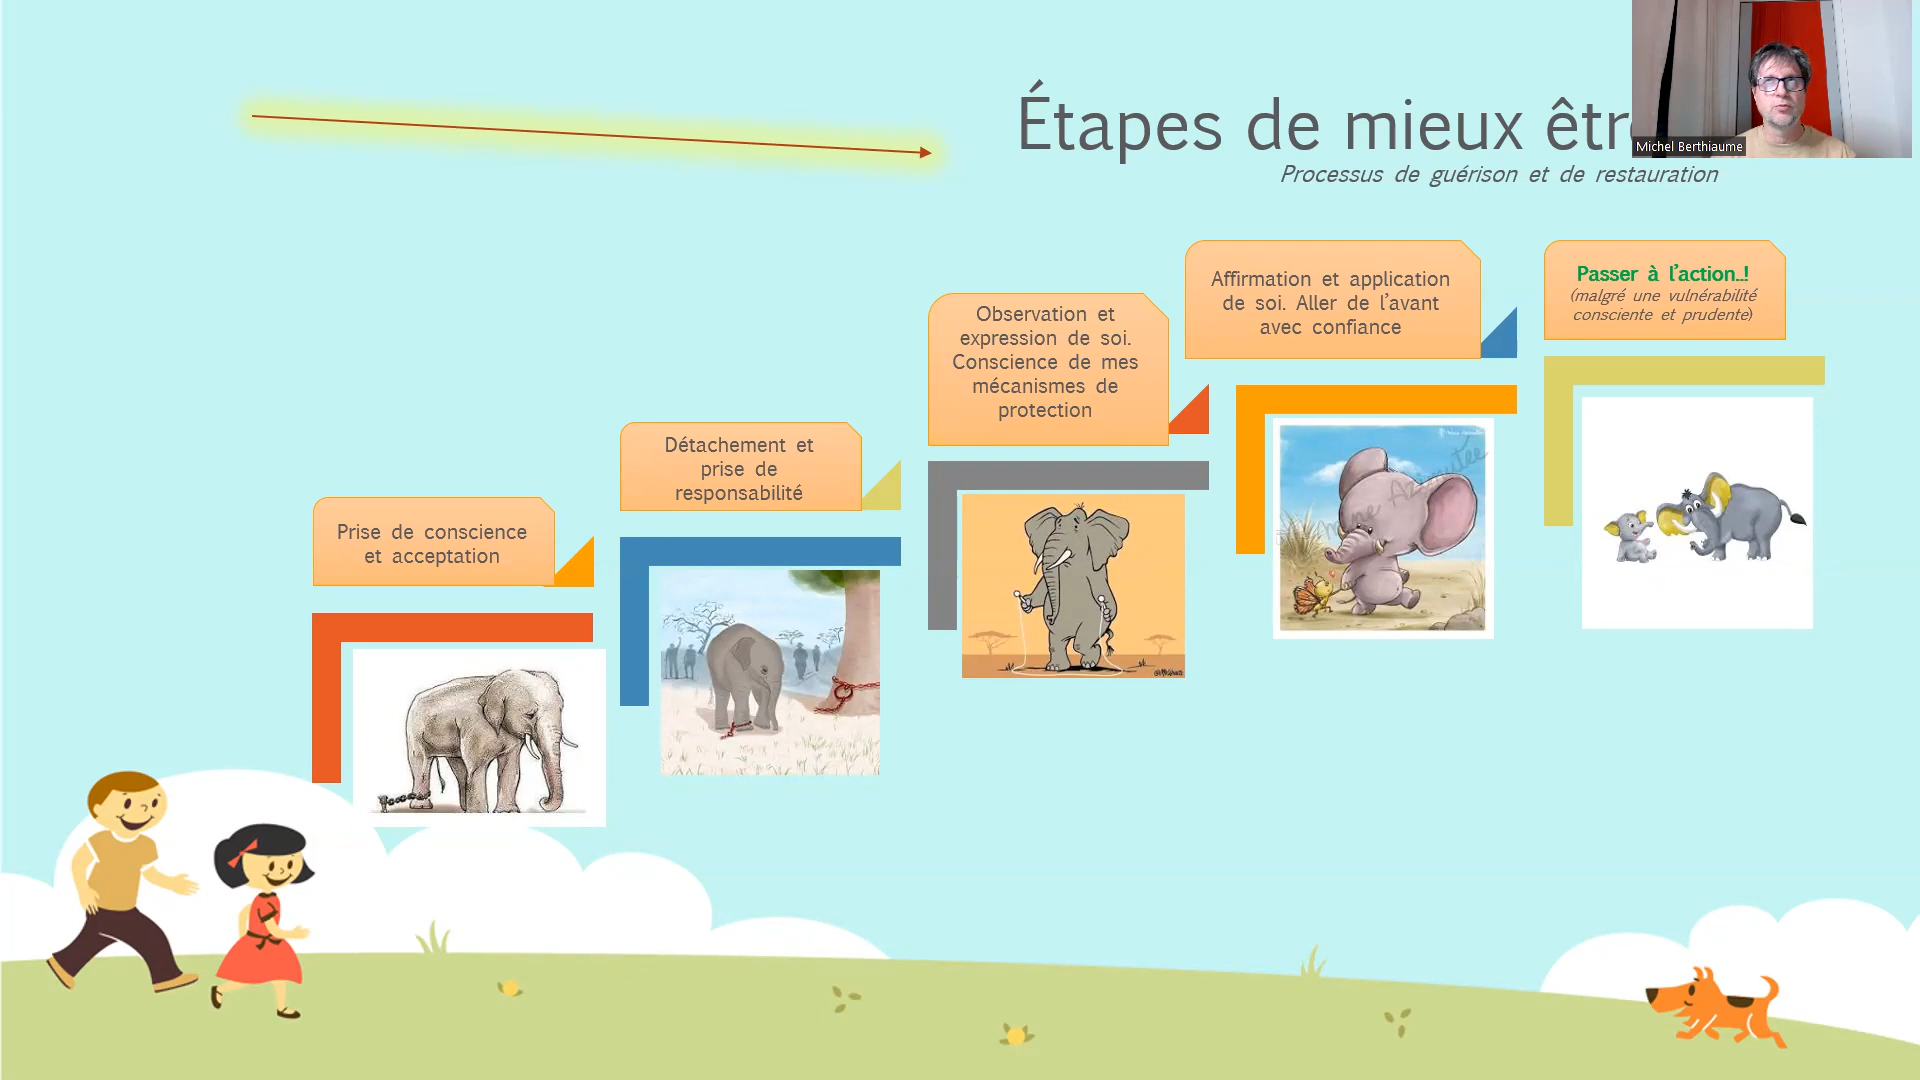 Étapes de mieux êtr
Michel Berthiaume
Processus de guérison et de restauration
Prise de conscience
et acceptation
Détachement et
prise de
responsabilité
Observation et
expression de soi.
Conscience de mes
mécanismes de
protection
Affirmation et application
de soi. Aller de l'avant
avec confiance
Passer à l'action..!
(malgré une vulnérabilité
consciente et prudente)